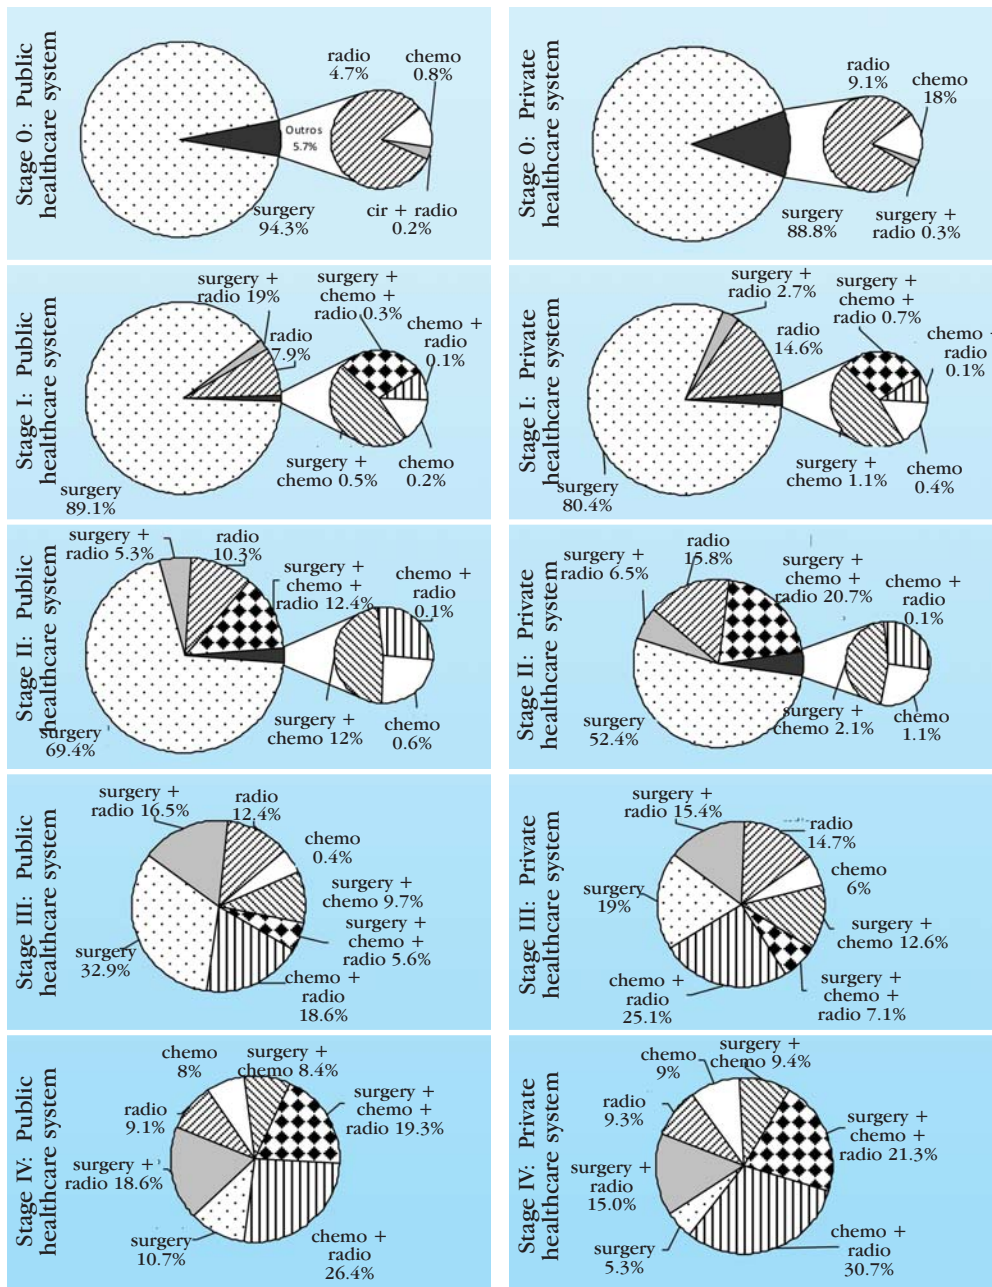 Stage 0: Public
healthcare system
radio
4.7%
chemo
0.8%
Outros
5.7%
surgery
94.3%
cir + radio
0.2%
Stage 0: Private
healthcare system
radio
9.1%
chemo
18%
surgery
88.8%
surgery +
radio 0.3%
Stage I: Public
healthcare system
surgery +
radio 19%
surgery +
chemo +
radio 0.3%
radio
7.9%
chemo +
radio
0.1%
surgery +
chemo 0.5%
chemo
0.2%
surgery
89.1%
Stage I: Private
healthcare system
surgery +
radio 2.7%
surgery +
chemo +
radio 0.7%
radio
14.6%
chemo +
radio
0.1%
surgery +
chemo 1.1%
chemo
0.4%
surgery
80.4%
Stage II: Public
healthcare system
surgery +
radio 5.3%
radio
10.3%
surgery +
chemo +
radio 12.4%
chemo +
radio
0.1%
surgery +
chemo 12%
chemo
0.6%
surgery
69.4%
Stage II: Private
healthcare system
surgery +
radio 6.5%
radio
15.8%
surgery +
chemo +
radio 20.7%
chemo +
radio
0.1%
surgery +
chemo 2.1%
chemo
1.1%
surgery
52.4%
Stage III: Public
healthcare system
surgery +
radio 16.5%
radio
12.4%
chemo
0.4%
surgery +
chemo 9.7%
surgery +
chemo +
radio 5.6%
chemo +
radio
18.6%
surgery
32.9%
Stage III: Private
healthcare system
surgery +
radio 15.4%
radio
14.7%
chemo
6%
surgery +
chemo 12.6%
surgery +
chemo +
radio 7.1%
chemo +
radio
25.1%
surgery
19%
Stage IV: Public
healthcare system
chemo
8%
surgery +
chemo 8.4%
surgery +
chemo +
radio 19.3%
radio
9.1%
surgery +
radio 18.6%
surgery
10.7%
chemo +
radio
26.4%
Stage IV: Private
healthcare system
chemo
9%
surgery +
chemo 9.4%
radio
9.3%
surgery +
chemo +
radio 21.3%
surgery +
radio
15.0%
surgery
5.3%
chemo +
radio
30.7%